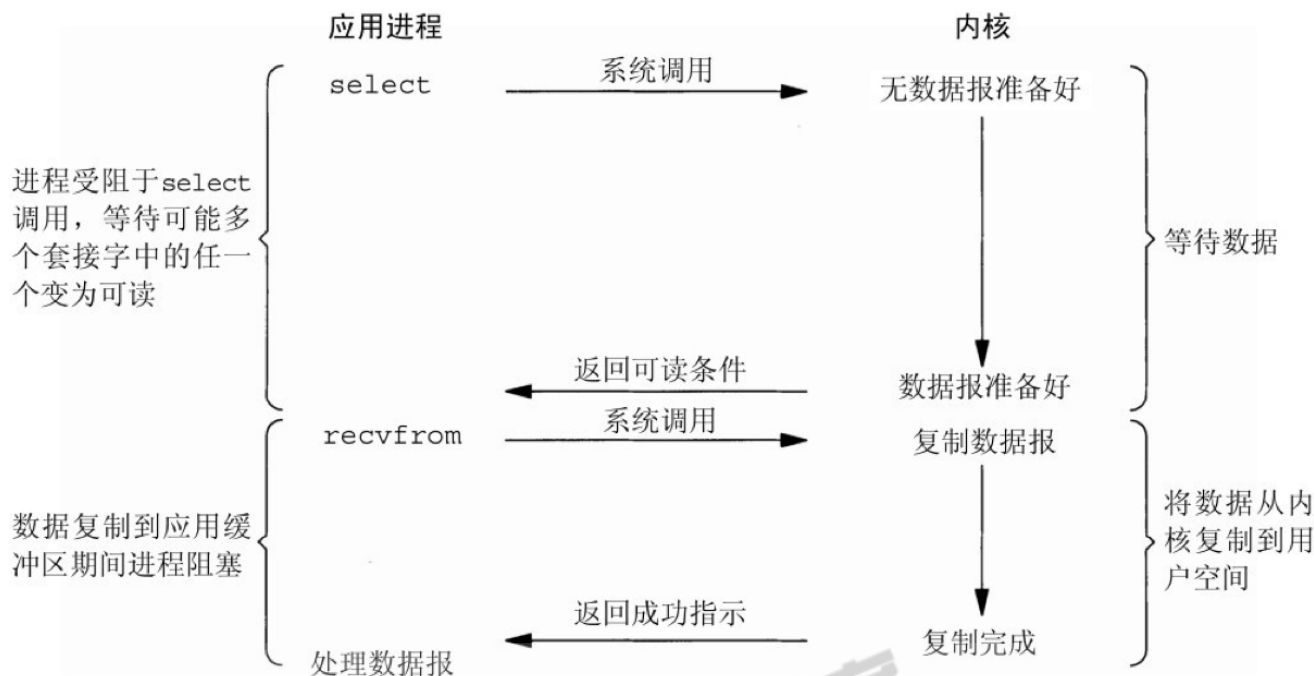 应用进程
内核
select
系统调用
无数据报准备好
进程受阻于select
调用，等待可能多
个套接字中的任一
个变为可读
等待数据
返回可读条件
数据报准备好
recvfrom
系统调用
复制数据报
数据复制到应用缓
冲区期间进程阻塞
将数据从内
核复制到用
户空间
返回成功指示
复制完成
处理数据报